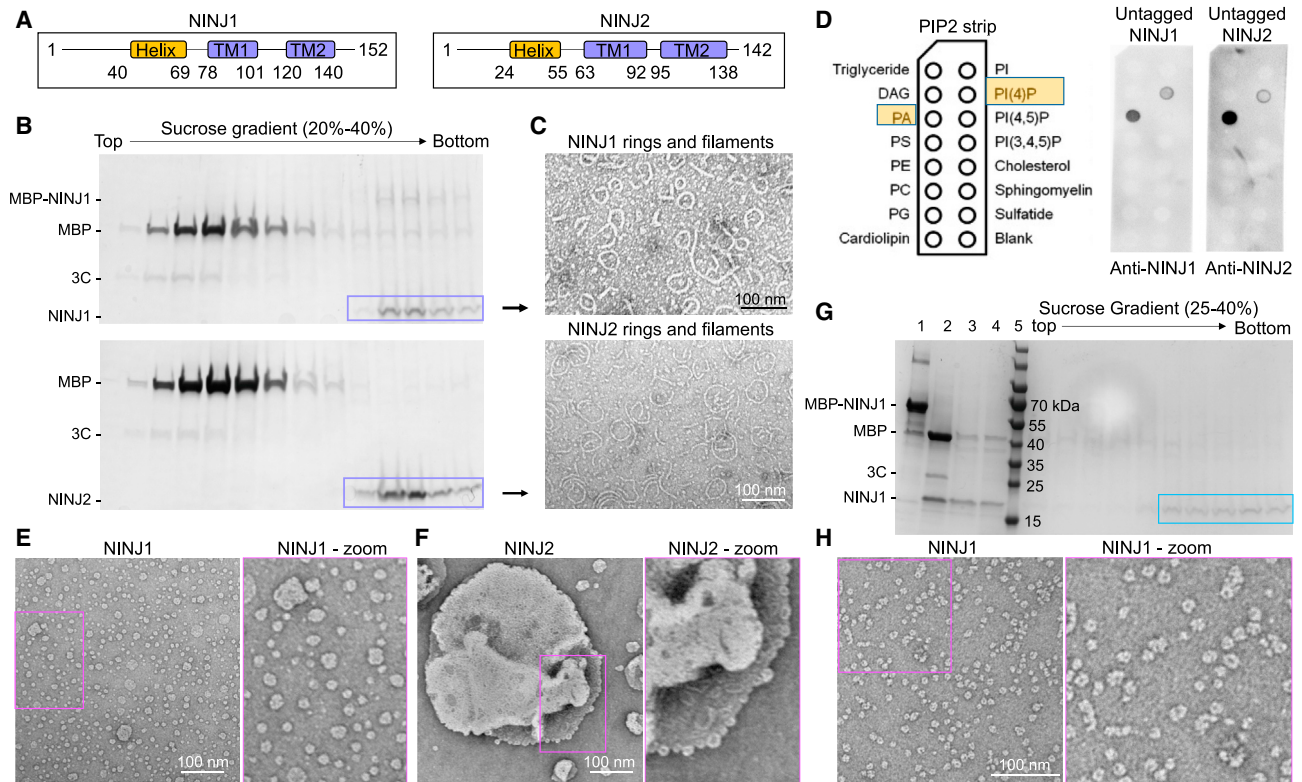 A
NINJ1
1
Helix
TM1
TM2
152
40
69
78
101
120
140
NINJ2
1
Helix
TM1
TM2
142
24
55
63
92
95
138
B
Sucrose gradient (20%-40%)
Top
Bottom
MBP-NINJ1
MBP
3C
NINJ1
MBP
3C
NINJ2
C
NINJ1 rings and filaments
100 nm
NINJ2 rings and filaments
100 nm
D
PIP2 strip
Triglyceride
PI
DAG
PI(4)P
PA
PI(4,5)P
PS
PI(3,4,5)P
PE
Cholesterol
PC
Sphingomyelin
PG
Sulfatide
Cardiolipin
Blank
Untagged
NINJ1
Untagged
NINJ2
Anti-NINJ1
Anti-NINJ2
G
Sucrose Gradient (25-40%)
1 2 3 4 5 top
Bottom
MBP-NINJ1
MBP
3C
NINJ1
70 kDa
55
40
35
25
15
E
NINJ1
NINJ1 - zoom
100 nm
F
NINJ2
NINJ2 - zoom
100 nm
H
NINJ1
NINJ1 - zoom
100 nm